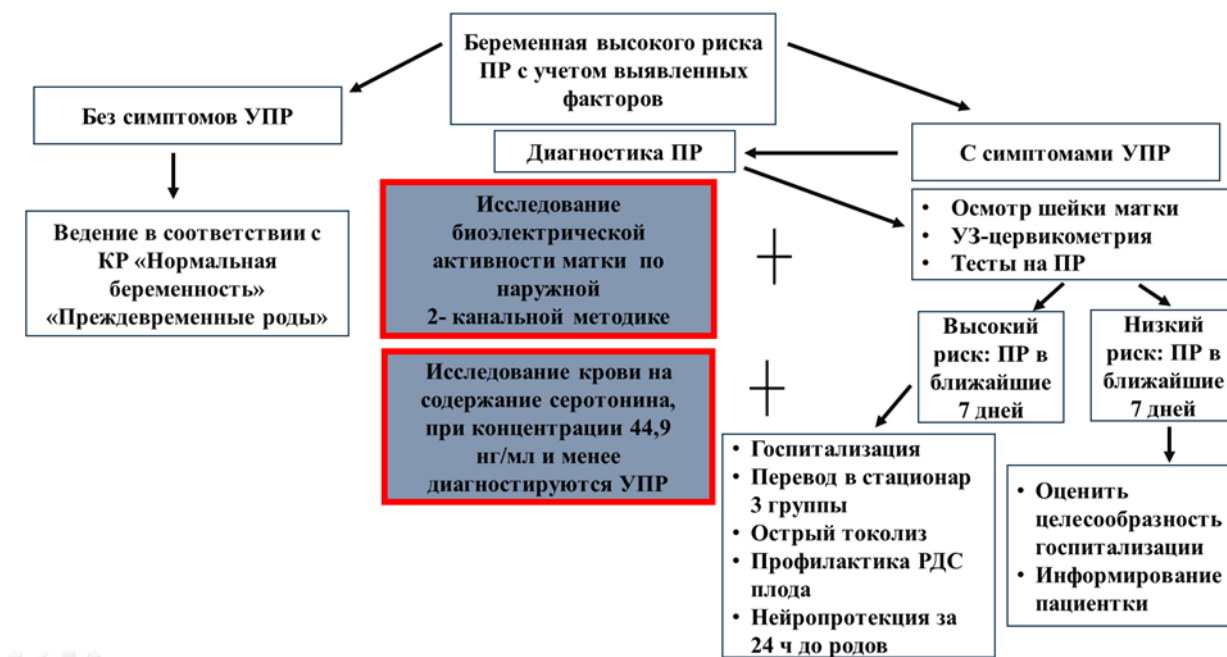 Беременная высокого риска
ПР с учетом выявленных
факторов
Без симптомов УПР
Диагностика ПР
С симптомами УПР
Ведение в соответствии с
КР «Нормальная
беременность»
«Преждевременные роды»
Исследование
биоэлектрической
активности матки по
наружной
2- канальной методике
+
• Осмотр шейки матки
• УЗ-цервикометрия
• Тесты на ПР
Исследование крови на
содержание серотонина,
при концентрации 44,9
нг/мл и менее
диагностируются УПР
+
Высокий
риск: ПР в
ближайшие
7 дней
Низкий
риск: ПР в
ближайшие
7 дней
• Госпитализация
• Перевод в стационар
3 группы
• Острый токолиз
• Профилактика РДС
плода
• Нейропротекция за
24 ч до родов
• Оценить
целесообразность
госпитализации
• Информирование
пациентки